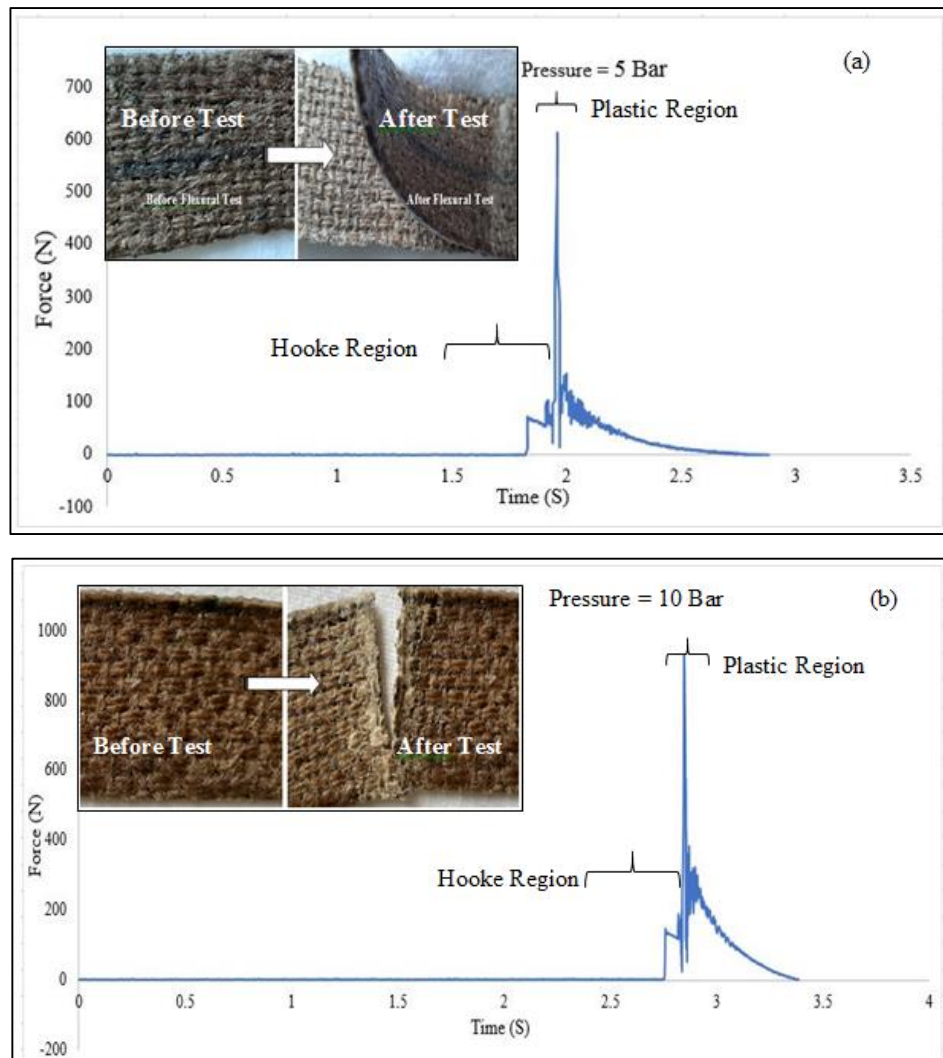 (a)
Pressure = 5 Bar
Plastic Region
Before Test
After Test
Before Flexural Test
After Flexural Test
Hooke Region
Force (N)
700
600
500
400
300
200
100
0
-100
0 0.5 1 1.5 2 2.5 3 3.5
Time (S)
(b)
Pressure = 10 Bar
Plastic Region
Before Test
After Test
Hooke Region
Force (N)
1000
800
600
400
200
0
-200
0 0.5 1 1.5 2 2.5 3 3.5 4
Time (S)